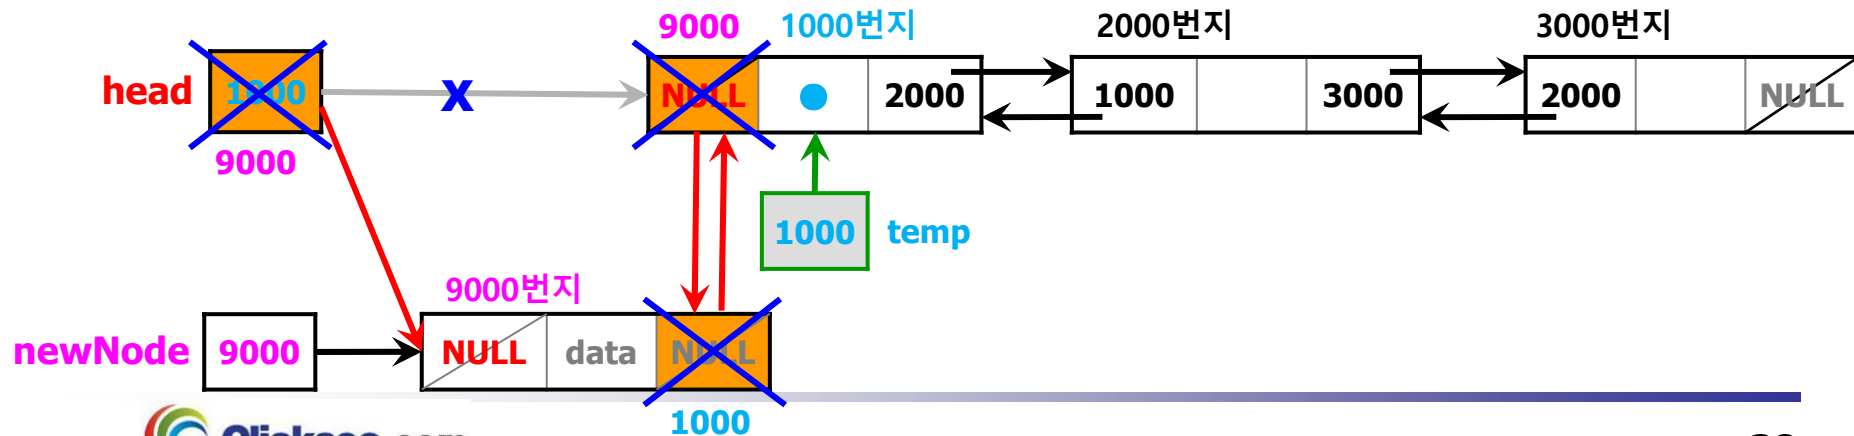 9000 1000번지 2000번지 3000번지
head 1000 X NULL 2000 1000 3000 2000 NULL
9000
1000 temp
9000번지
newNode 9000 NULL data NULL
1000